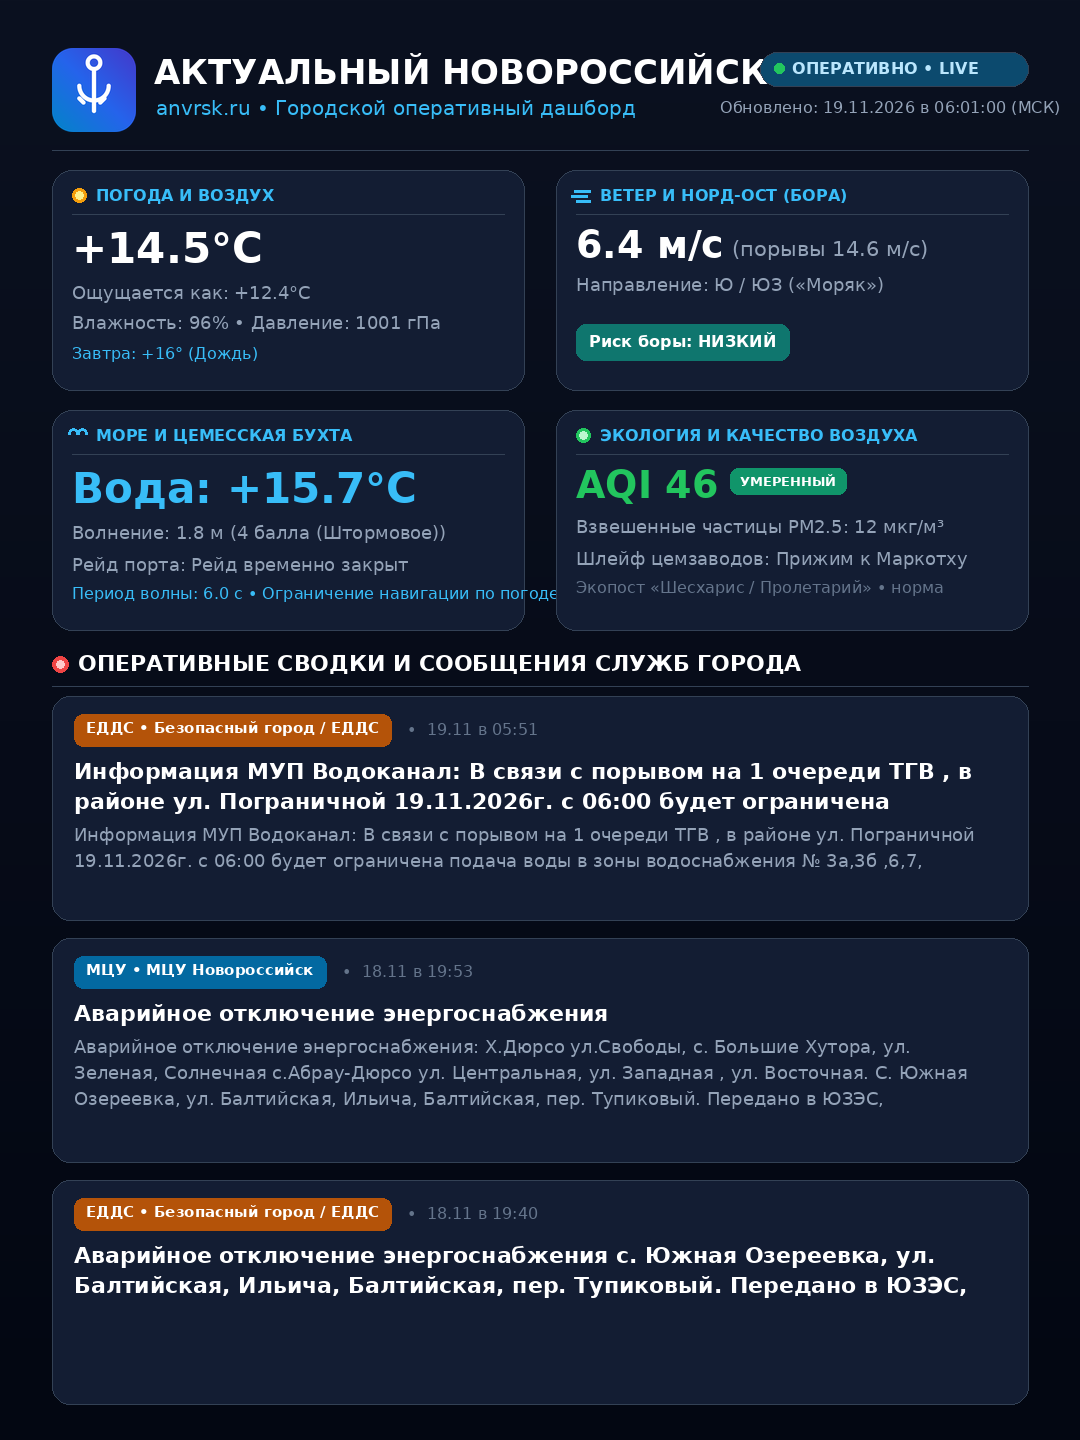 АКТУАЛЬНЫЙ НОВОРОССИЙСК
ОПЕРАТИВНО • LIVE
anvrsk.ru • Городской оперативный дашборд
Обновлено: 19.11.2026 в 06:01:00 (МСК)
ПОГОДА И ВОЗДУХ
+14.5°C
Ощущается как: +12.4°C
Влажность: 96% • Давление: 1001 гПа
Завтра: +16° (Дождь)
ВЕТЕР И НОРД-ОСТ (БОРА)
6.4 м/с (порывы 14.6 м/с)
Направление: Ю / ЮЗ («Моряк»)
Риск боры: НИЗКИЙ
МОРЕ И ЦЕМЕССКАЯ БУХТА
Вода: +15.7°C
Волнение: 1.8 м (4 балла (Штормовое))
Рейд порта: Рейд временно закрыт
Период волны: 6.0 с • Ограничение навигации по погоде
ЭКОЛОГИЯ И КАЧЕСТВО ВОЗДУХА
AQI 46 УМЕРЕННЫЙ
Взвешенные частицы PM2.5: 12 мкг/м³
Шлейф цемзаводов: Прижим к Маркотху
Экопост «Шесхарис / Пролетарий» • норма
ОПЕРАТИВНЫЕ СВОДКИ И СООБЩЕНИЯ СЛУЖБ ГОРОДА
ЕДДС • Безопасный город / ЕДДС • 19.11 в 05:51
Информация МУП Водоканал: В связи с порывом на 1 очереди ТГВ , в
районе ул. Пограничной 19.11.2026г. с 06:00 будет ограничена
Информация МУП Водоканал: В связи с порывом на 1 очереди ТГВ , в районе ул. Пограничной
19.11.2026г. с 06:00 будет ограничена подача воды в зоны водоснабжения № 3а,3б ,6,7,
МЦУ • МЦУ Новороссийск • 18.11 в 19:53
Аварийное отключение энергоснабжения
Аварийное отключение энергоснабжения: Х.Дюрсо ул.Свободы, с. Большие Хутора, ул.
Зеленая, Солнечная с.Абрау-Дюрсо ул. Центральная, ул. Западная , ул. Восточная. С. Южная
Озереевка, ул. Балтийская, Ильича, Балтийская, пер. Тупиковый. Передано в ЮЗЭС,
ЕДДС • Безопасный город / ЕДДС • 18.11 в 19:40
Аварийное отключение энергоснабжения с. Южная Озереевка, ул.
Балтийская, Ильича, Балтийская, пер. Тупиковый. Передано в ЮЗЭС,